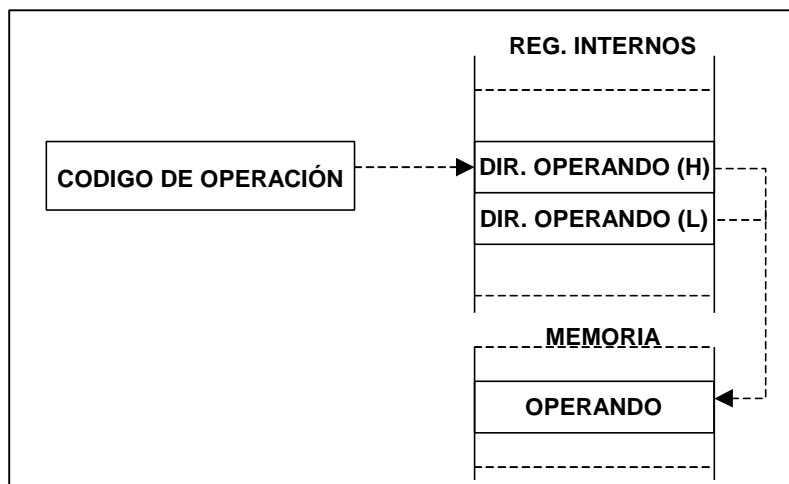 REG. INTERNOS
CODIGO DE OPERACIÓN
DIR. OPERANDO (H)
DIR. OPERANDO (L)
MEMORIA
OPERANDO